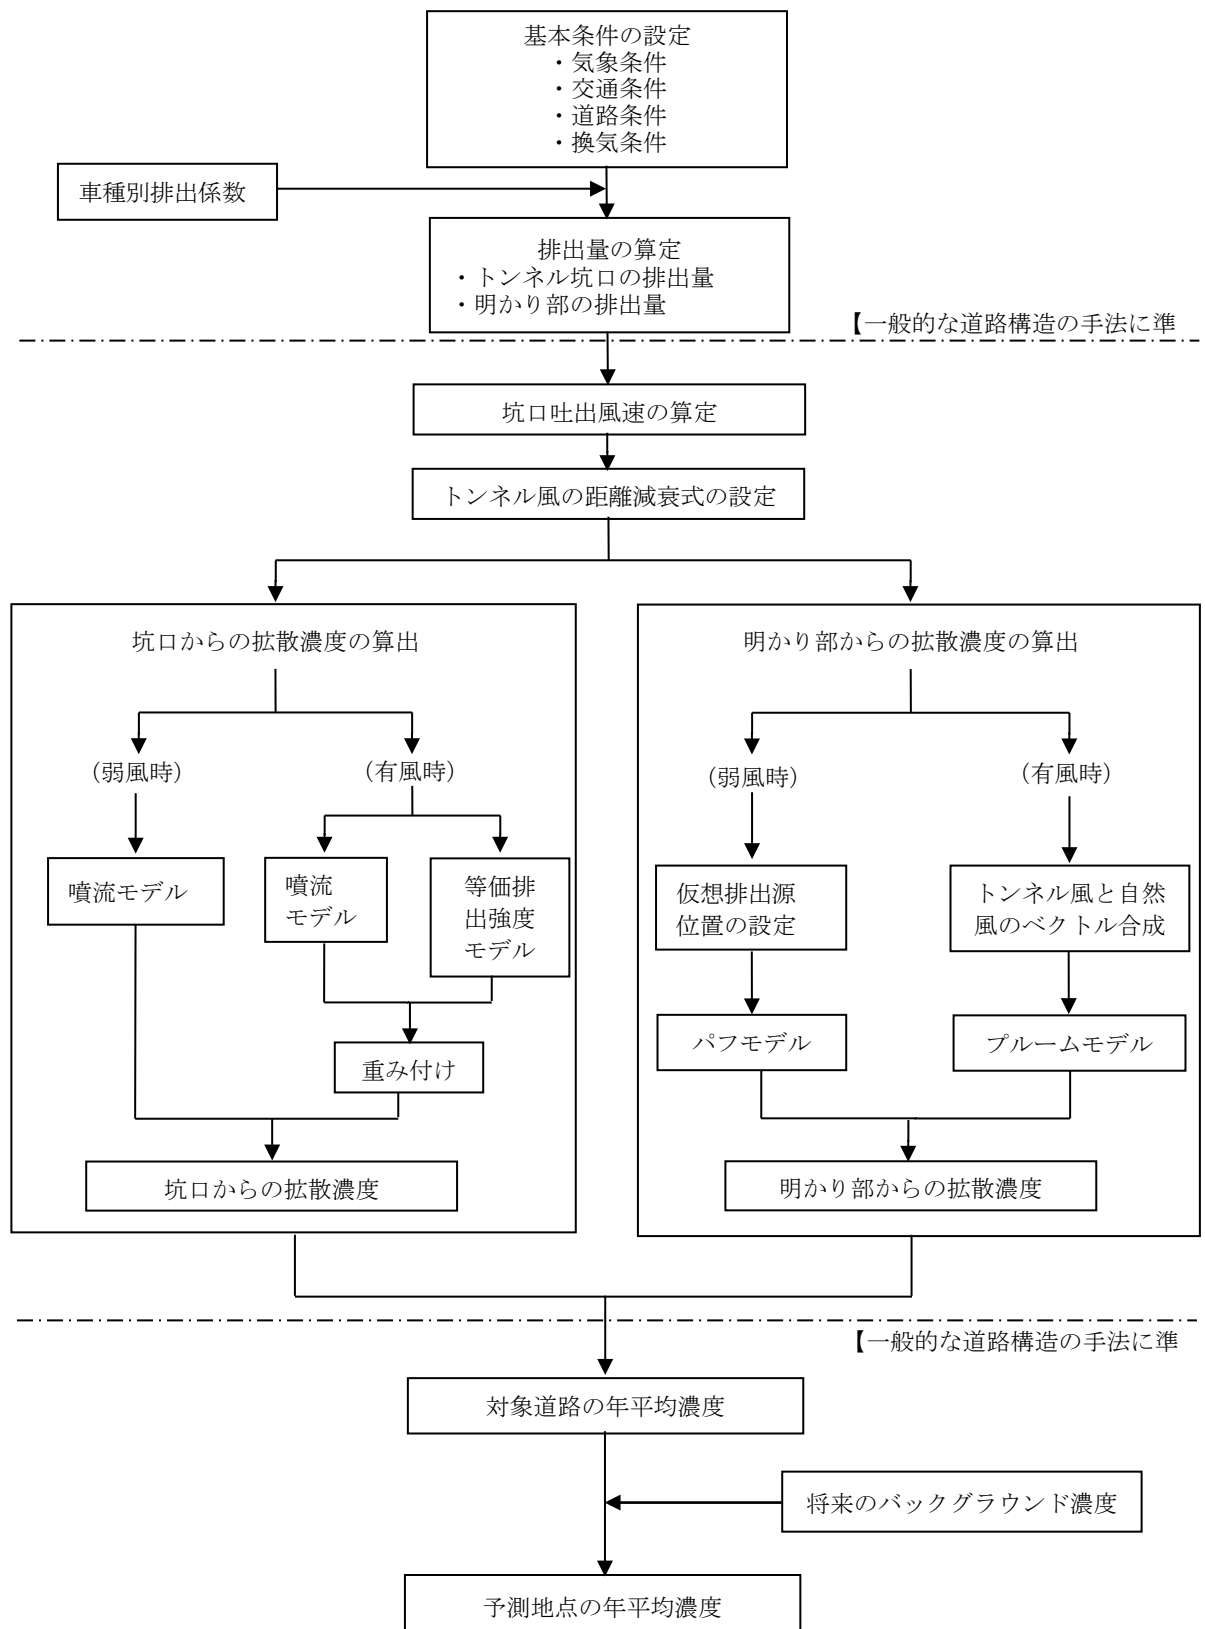 基本条件の設定
・気象条件
・交通条件
・道路条件
・換気条件
車種別排出係数
排出量の算定
・トンネル坑口の排出量
・明かり部の排出量
【一般的な道路構造の手法に準
坑口吐出風速の算定
トンネル風の距離減衰式の設定
坑口からの拡散濃度の算出
(弱風時)
(有風時)
噴流モデル
噴流
モデル
等価排
出強度
モデル
重み付け
坑口からの拡散濃度
明かり部からの拡散濃度の算出
(弱風時)
(有風時)
仮想排出源
位置の設定
トンネル風と自然
風のベクトル合成
パフモデル
プルームモデル
明かり部からの拡散濃度
【一般的な道路構造の手法に準
対象道路の年平均濃度
将来のバックグラウンド濃度
予測地点の年平均濃度